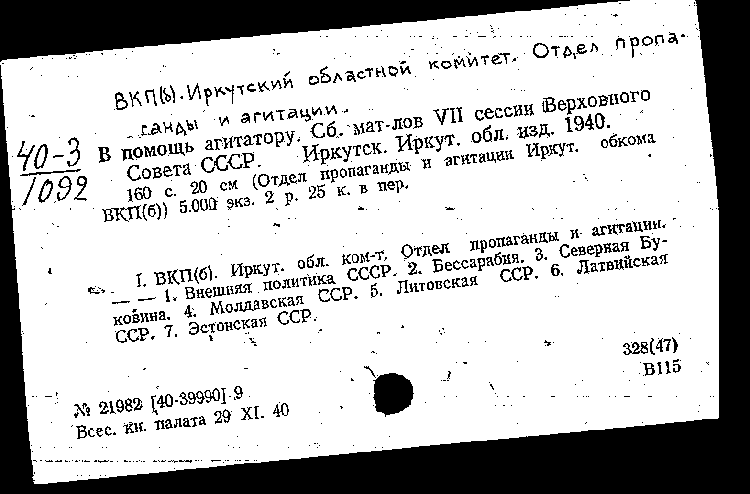 ВКП(б). Иркутский областной комитет. Отдел пропа-
ганды и агитации.
40-3
1092
В помощь агитатору. Сб. мат-лов VII сессии Верховного
Совета СССР. Иркутск. Иркут. обл. изд. 1940.
160 с. 20 см (Отдел пропаганды и агитации Иркут. обкома
ВКП(б)) 5.000 экз. 2 р. 25 к. в пер.
I. ВКП(б). Иркут. обл. ком-т. Отдел пропаганды и агитации.
— — 1. Внешняя политика СССР. 2. Бессарабия. 3. Северная Бу-
ковина. 4. Молдавская ССР. 5. Литовская ССР. 6. Латвийская
ССР. 7. Эстонская ССР.
328(47)
В115
№ 21982 [40-39990] 9
Всес. кн. палата 29 XI. 40